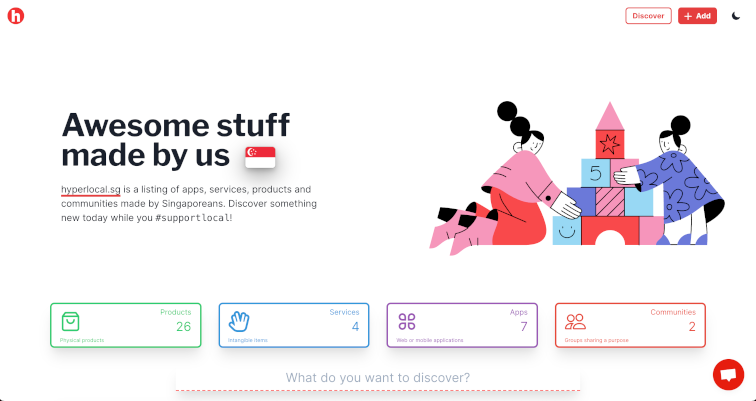 h
Discover
+ Add
Awesome stuff
made by us
hyperlocal.sg is a listing of apps, services, products and
communities made by Singaporeans. Discover something
new today while you #supportlocal!
5
Products
26
Physical products
Services
4
Intangible items
Apps
7
Web or mobile applications
Communities
2
Groups sharing a purpose
What do you want to discover?